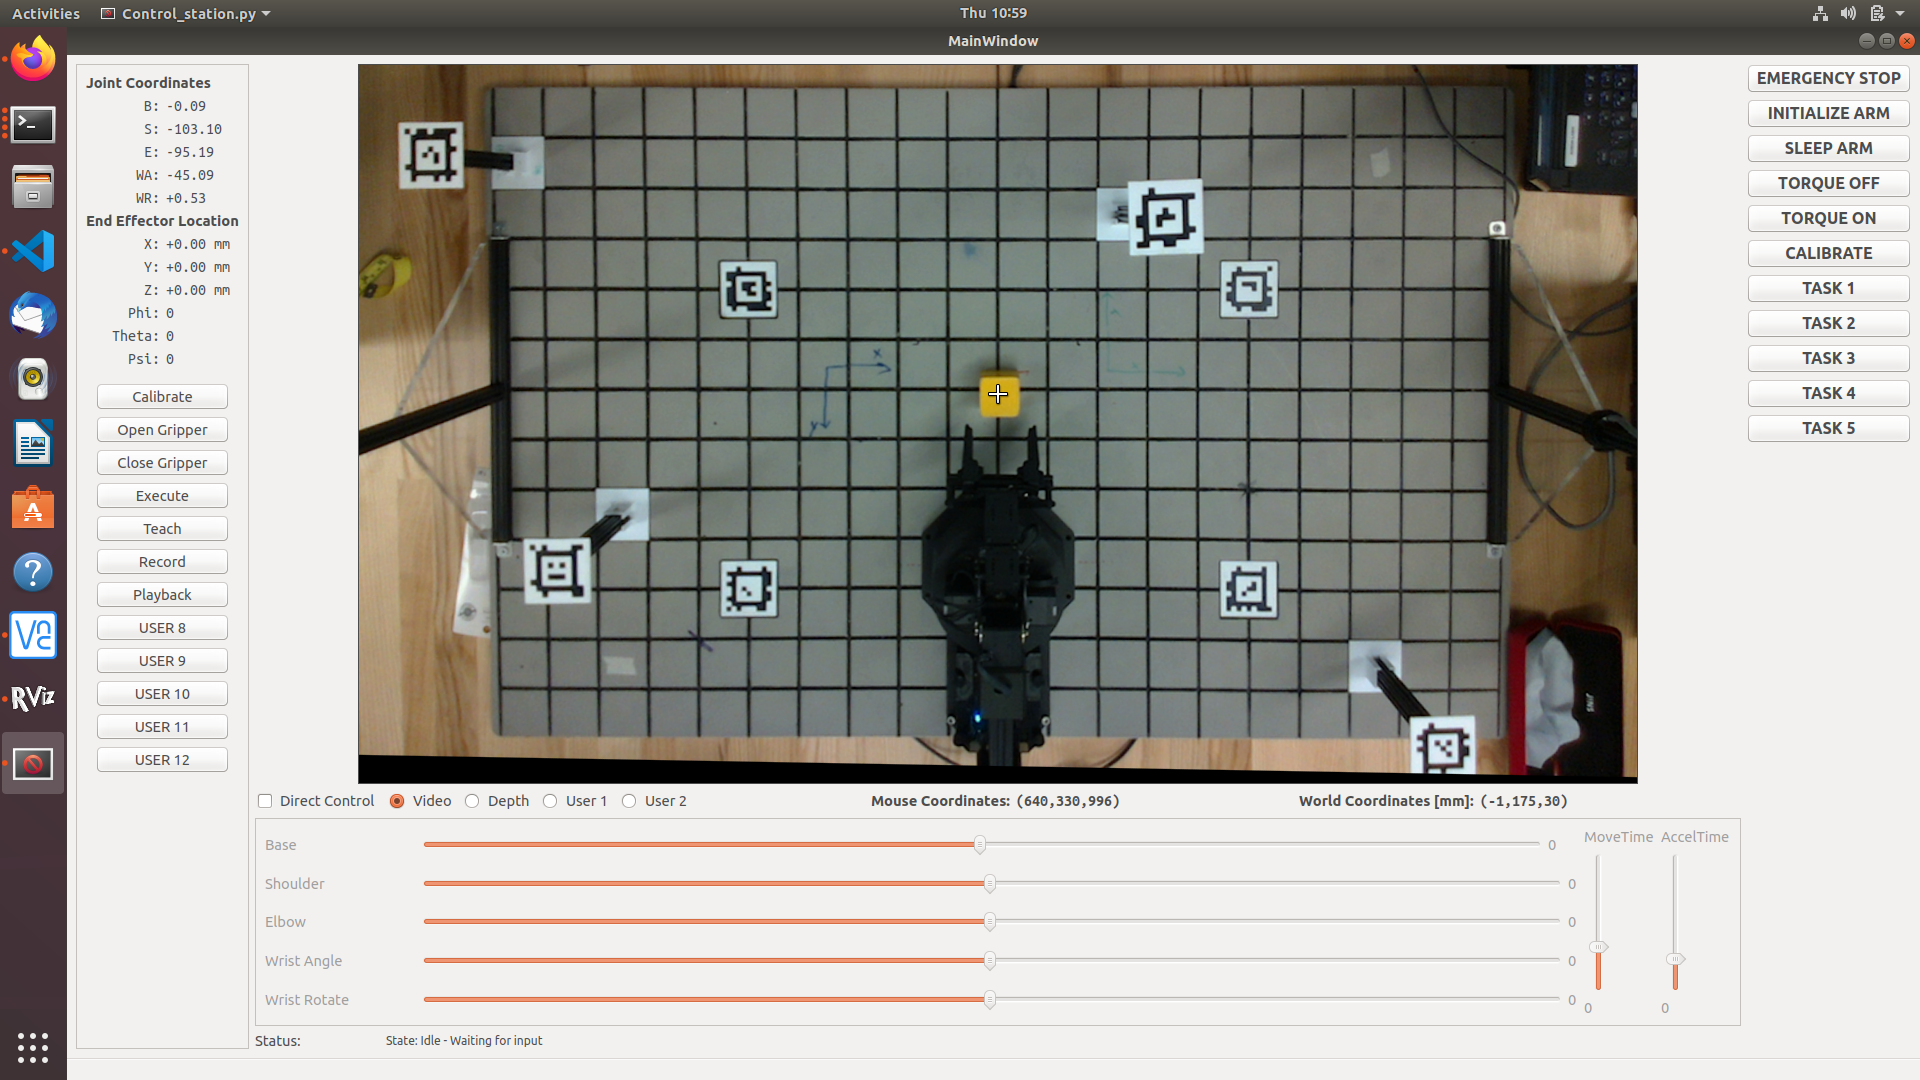 Activities
Control_station.py
Thu 10:59
MainWindow
Joint Coordinates
B: -0.09
S: -103.10
E: -95.19
WA: -45.09
WR: +0.53
End Effector Location
X: +0.00 mm
Y: +0.00 mm
Z: +0.00 mm
Phi: 0
Theta: 0
Psi: 0
Calibrate
Open Gripper
Close Gripper
Execute
Teach
Record
Playback
USER 8
USER 9
USER 10
USER 11
USER 12
x
y
EMERGENCY STOP
INITIALIZE ARM
SLEEP ARM
TORQUE OFF
TORQUE ON
CALIBRATE
TASK 1
TASK 2
TASK 3
TASK 4
TASK 5
Direct Control
Video
Depth
User 1
User 2
Mouse Coordinates: (640,330,996)
World Coordinates [mm]: (-1,175,30)
Base
0
Shoulder
0
Elbow
0
Wrist Angle
0
Wrist Rotate
0
MoveTime
AccelTime
0
0
Status:
State: Idle - Waiting for input
RViz